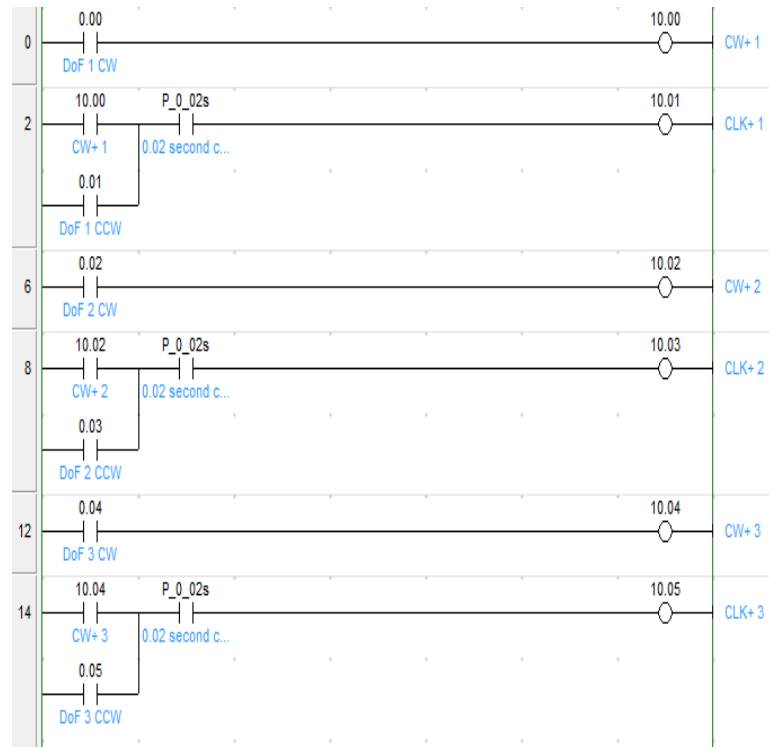 0.00 10.00
0 CW+ 1
DoF 1 CW
10.00 P_0_02s 10.01
2 CLK+ 1
CW+ 1 0.02 second c...
0.01
DoF 1 CCW
0.02 10.02
6 CW+ 2
DoF 2 CW
10.02 P_0_02s 10.03
8 CLK+ 2
CW+ 2 0.02 second c...
0.03
DoF 2 CCW
0.04 10.04
12 CW+ 3
DoF 3 CW
10.04 P_0_02s 10.05
14 CLK+ 3
CW+ 3 0.02 second c...
0.05
DoF 3 CCW